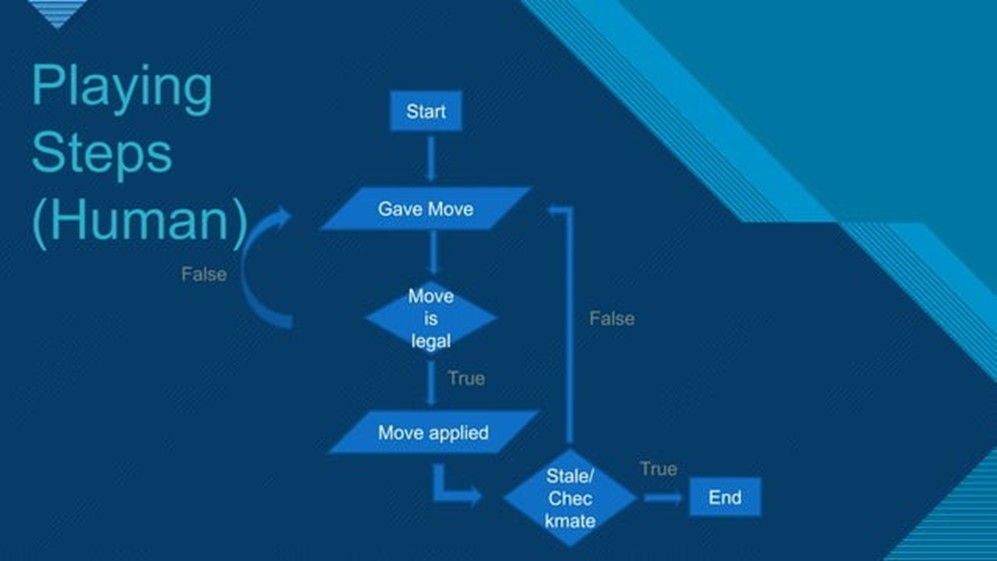 Playing
Steps
(Human)
Start
Gave Move
False
Move
is
legal
False
True
Move applied
Stale/
Chec
kmate
True
End